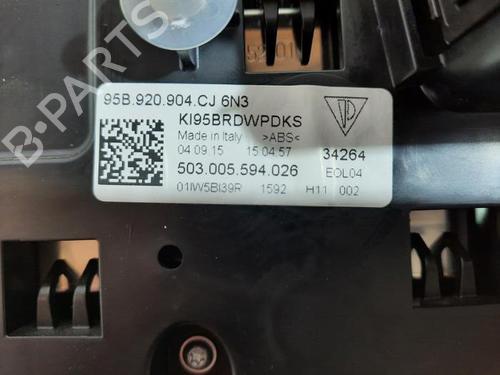 52101
95B.920.904.CJ 6N3
KI95BRDWPDKS
Made in Italy >ABS<
04.09.15 15.04.57 34264
503.005.594.026 EOL04
01IW5BI39R 1592 H11 002
B-PARTS